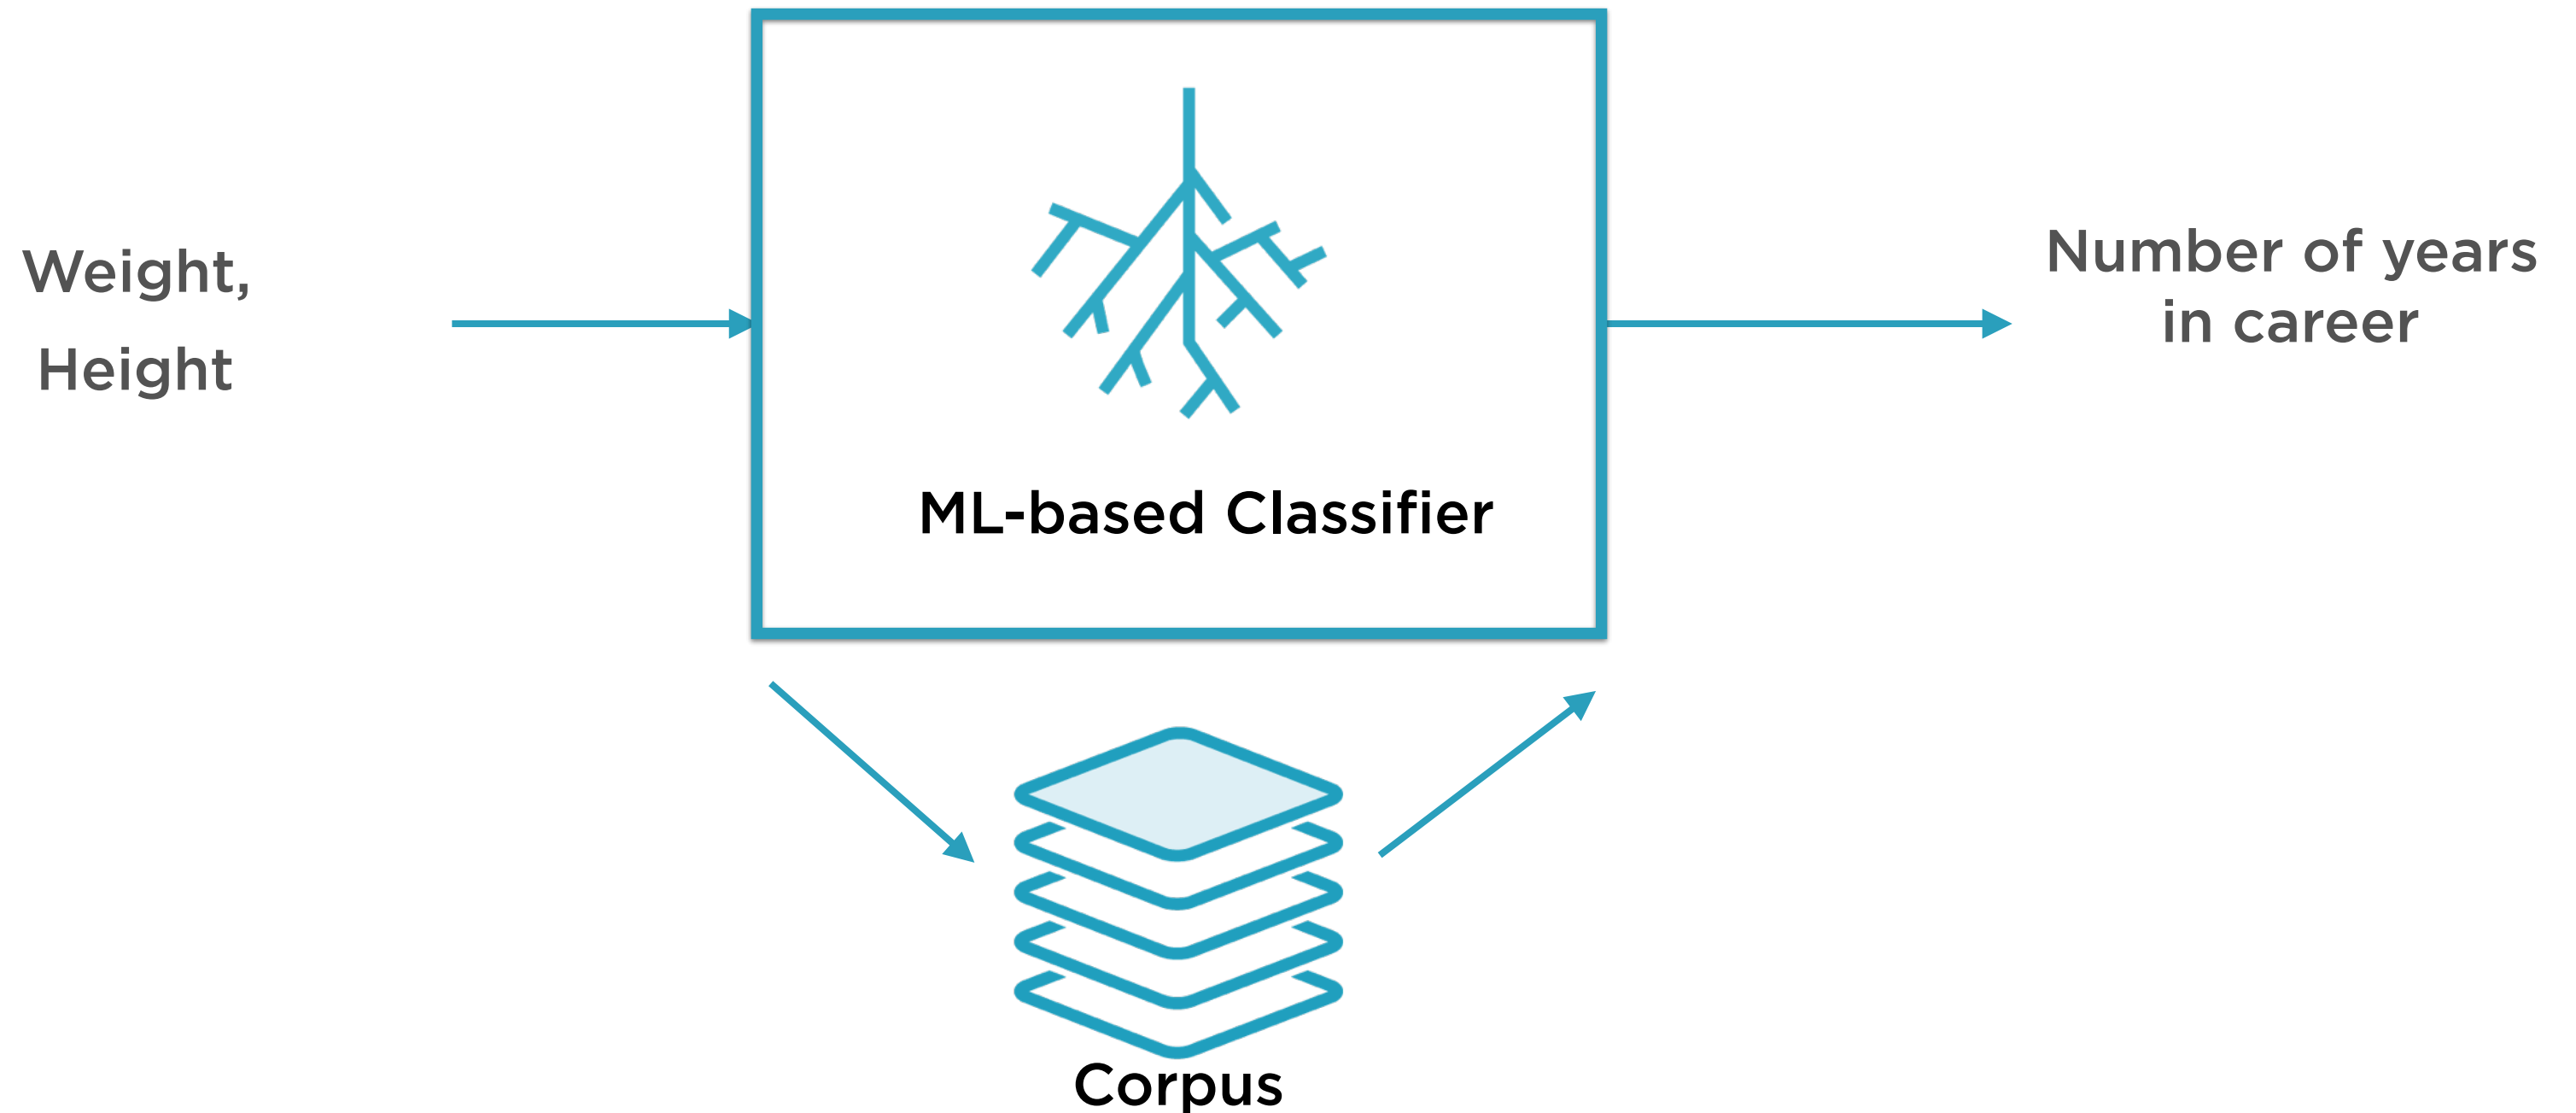 Weight,
Height
ML-based Classifier
Number of years
in career
Corpus